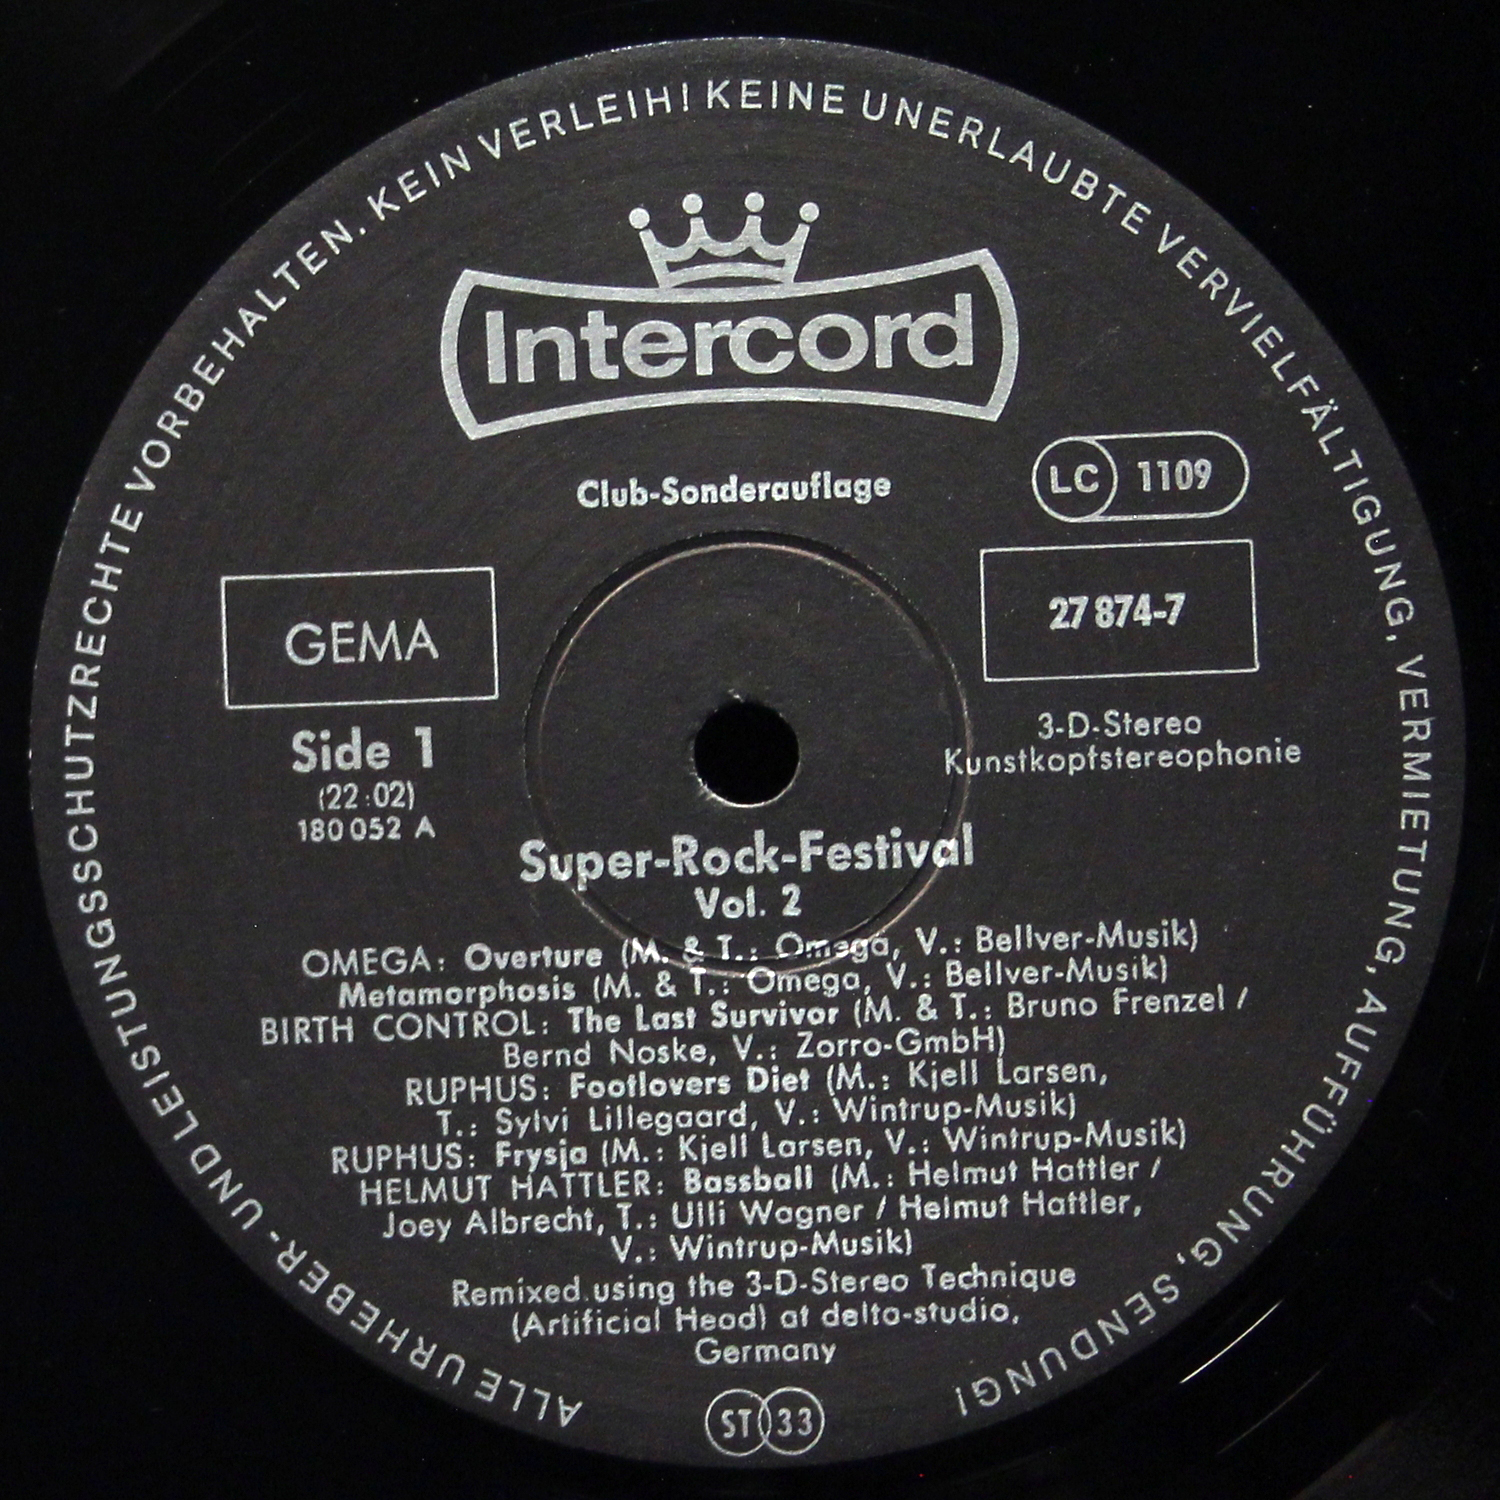 ALLE URHEBER- UND LEISTUNGSSCHUTZRECHTE VORBEHALTEN. KEIN VERLEIH! KEINE UNERLAUBTE VERVIELFÄLTIGUNG, VERMIETUNG, AUFFÜHRUNG, SENDUNG!
Intercord
Club-Sonderauflage
LC 1109
GEMA
27 874-7
3-D-Stereo
Kunstkopfstereophonie
Side 1
(22:02)
180 052 A
Super-Rock-Festival
Vol. 2
OMEGA: Overture (M. & T.: Omega, V.: Bellver-Musik)
Metamorphosis (M. & T.: Omega, V.: Bellver-Musik)
BIRTH CONTROL: The Last Survivor (M. & T.: Bruno Frenzel /
Bernd Noske, V.: Zorro-GmbH)
RUPHUS: Footlovers Diet (M.: Kjell Larsen,
T.: Sylvi Lillegaard, V.: Wintrup-Musik)
RUPHUS: Frysja (M.: Kjell Larsen, V.: Wintrup-Musik)
HELMUT HATTLER: Bassball (M.: Helmut Hattler /
Joey Albrecht, T.: Ulli Wagner / Helmut Hattler,
V.: Wintrup-Musik)
Remixed using the 3-D-Stereo Technique
(Artificial Head) at delta-studio,
Germany
ST 33